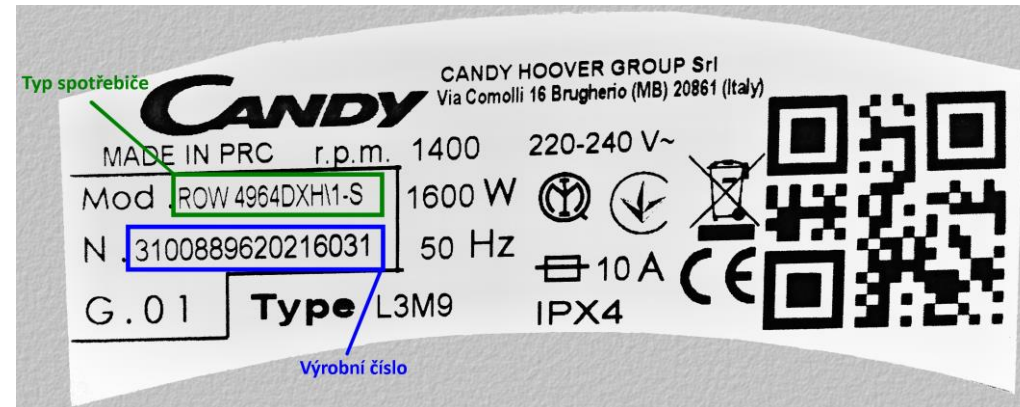 Typ spotřebiče
CANDY
CANDY HOOVER GROUP Srl
Via Comolli 16 Brugherio (MB) 20861 (Italy)
MADE IN PRC r.p.m. 1400 220-240 V~
Mod. ROW 4964DXH\1-S 1600 W
N. 3100889620216031 50 Hz
10 A CE
G.01 Type L3M9 IPX4
Výrobní číslo